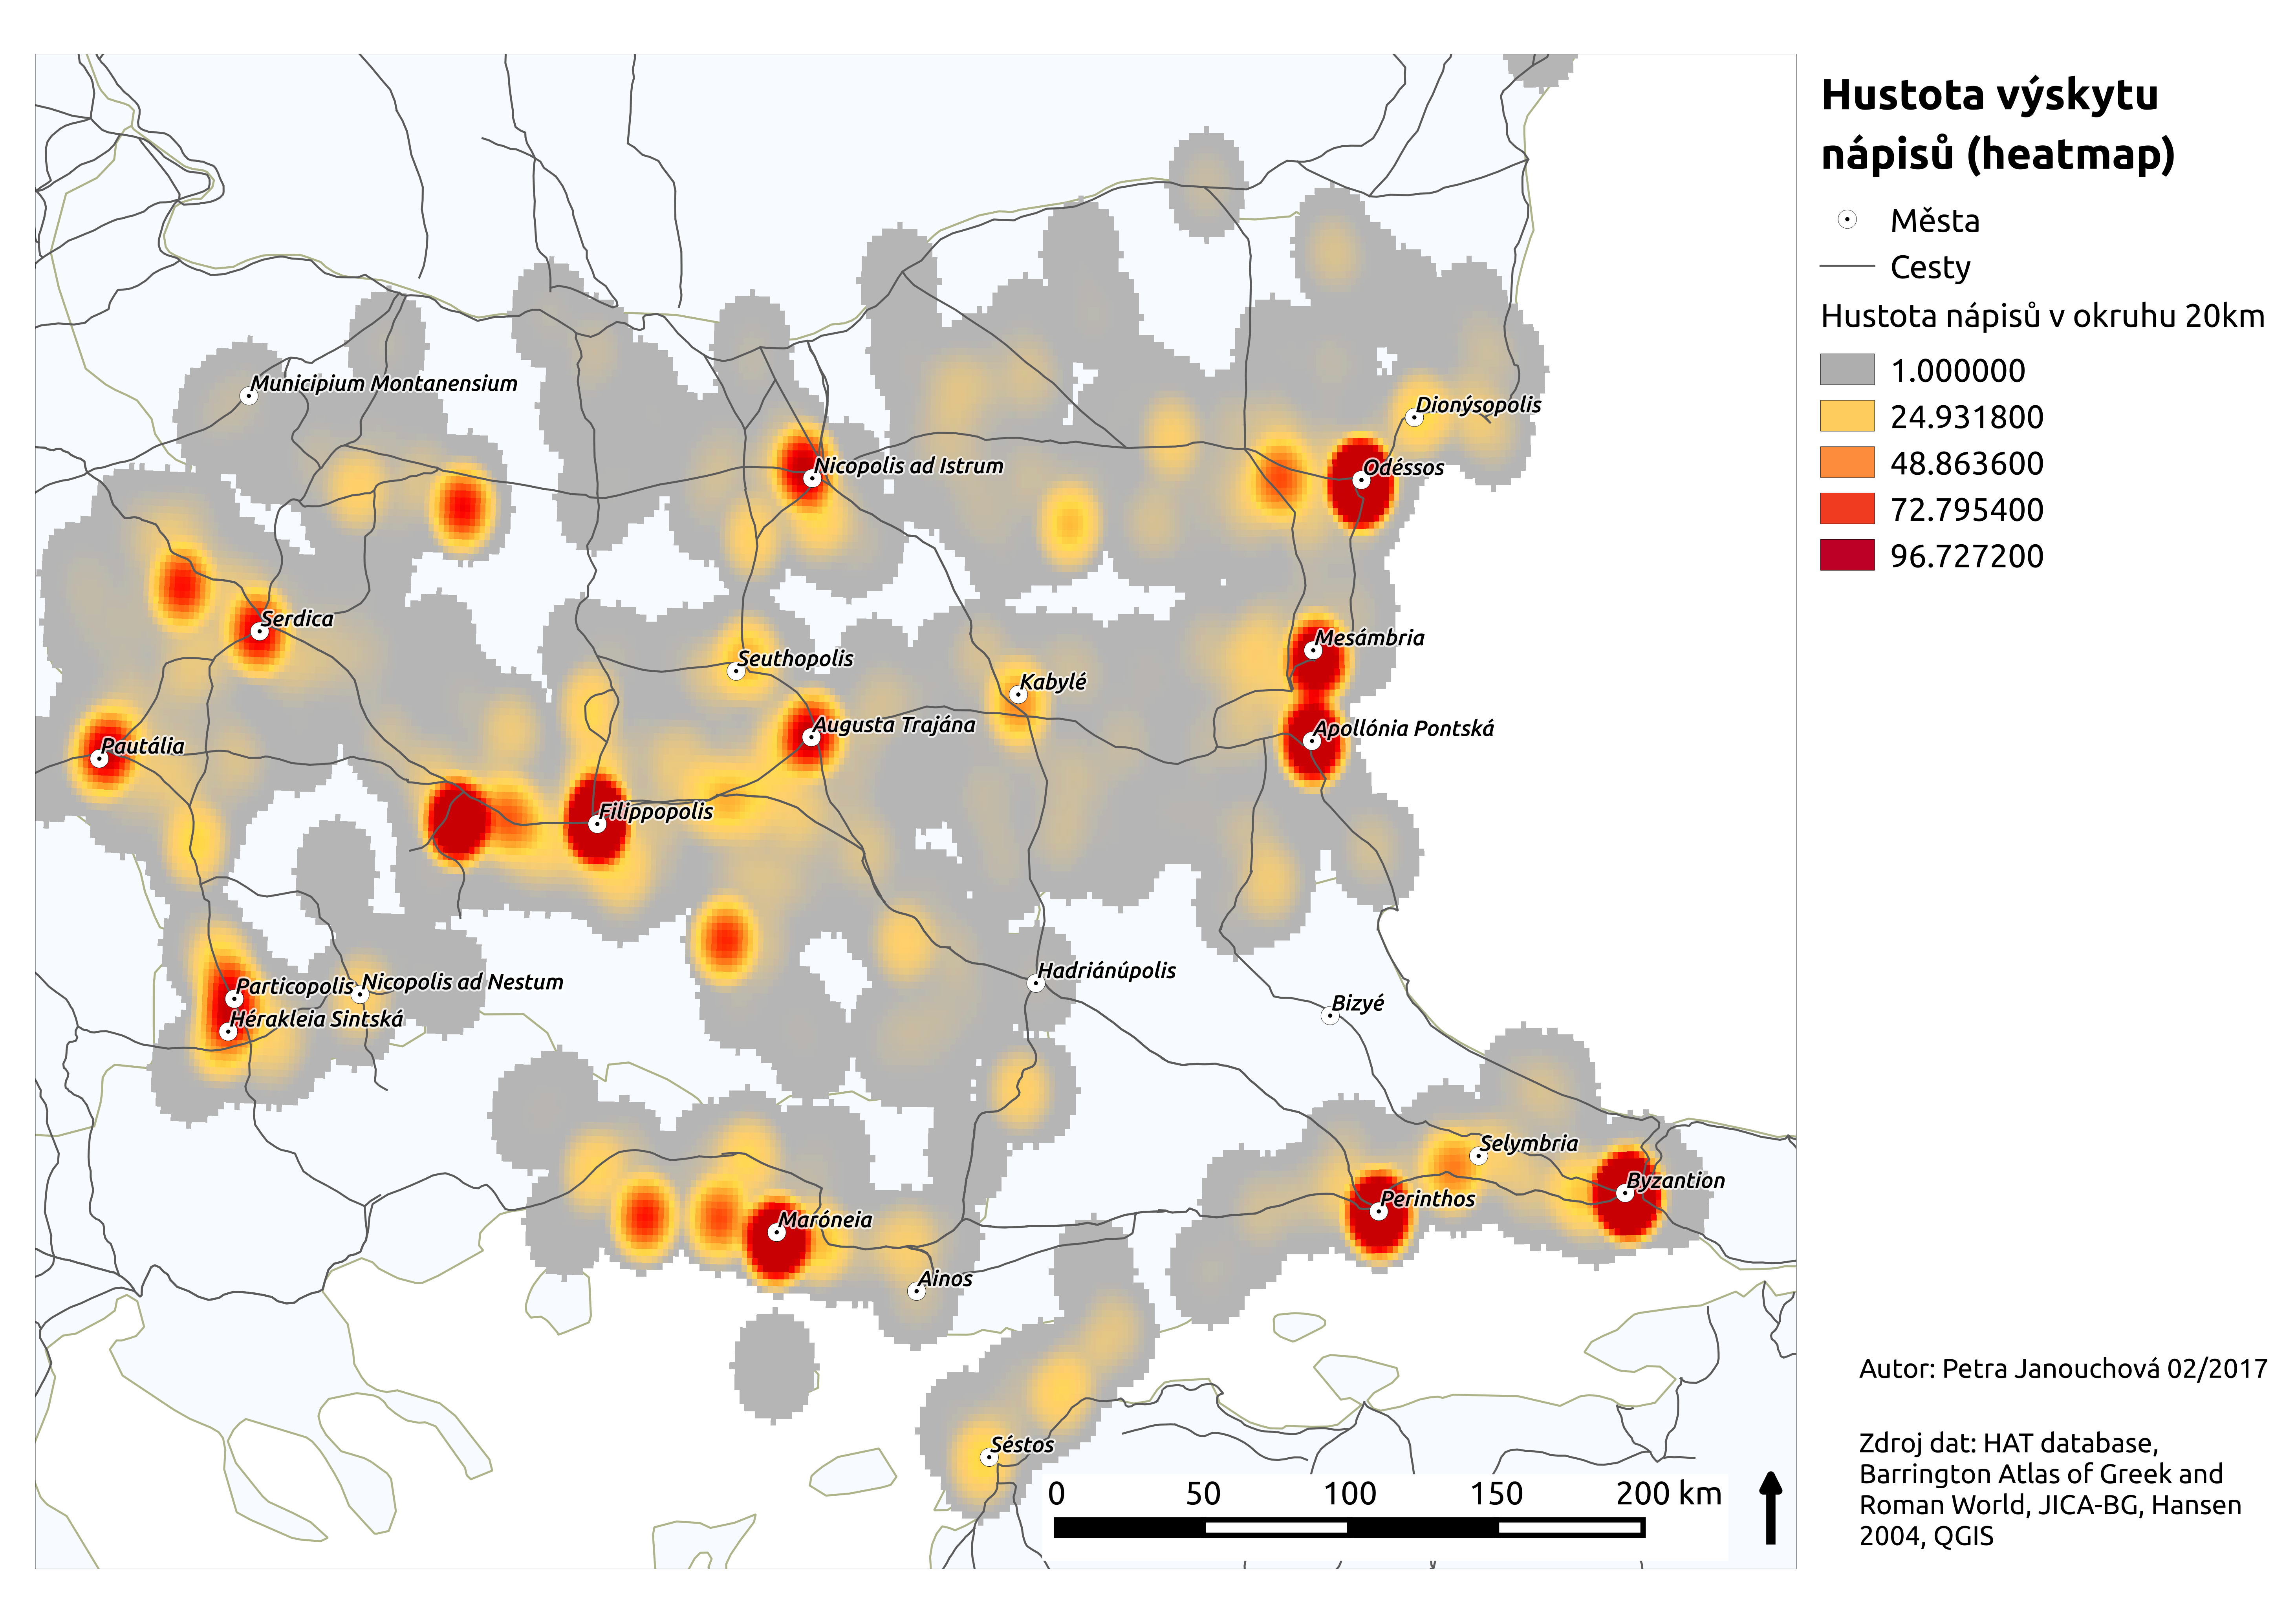 Hustota výskytu
nápisů (heatmap)
Města
Cesty
Hustota nápisů v okruhu 20km
1.000000
24.931800
48.863600
72.795400
96.727200
Municipium Montanensium
Dionýsopolis
Nicopolis ad Istrum
Odéssos
Serdica
Mesámbria
Seuthopolis
Kabylé
Augusta Trajána
Apollónia Pontská
Pautália
Filippopolis
Hadriánúpolis
Particopolis
Nicopolis ad Nestum
Bizyé
Hérakleia Sintská
Selymbria
Byzantion
Perinthos
Maróneia
Ainos
Séstos
0 50 100 150 200 km
Autor: Petra Janouchová 02/2017
Zdroj dat: HAT database,
Barrington Atlas of Greek and
Roman World, JICA-BG, Hansen
2004, QGIS